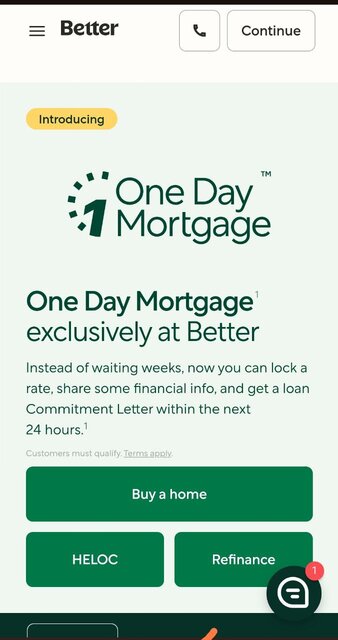 Better
Continue
Introducing
1 One Day ™
Mortgage
One Day Mortgage¹
exclusively at Better
Instead of waiting weeks, now you can lock a
rate, share some financial info, and get a loan
Commitment Letter within the next
24 hours.¹
Customers must qualify. Terms apply.
Buy a home
HELOC
Refinance
1